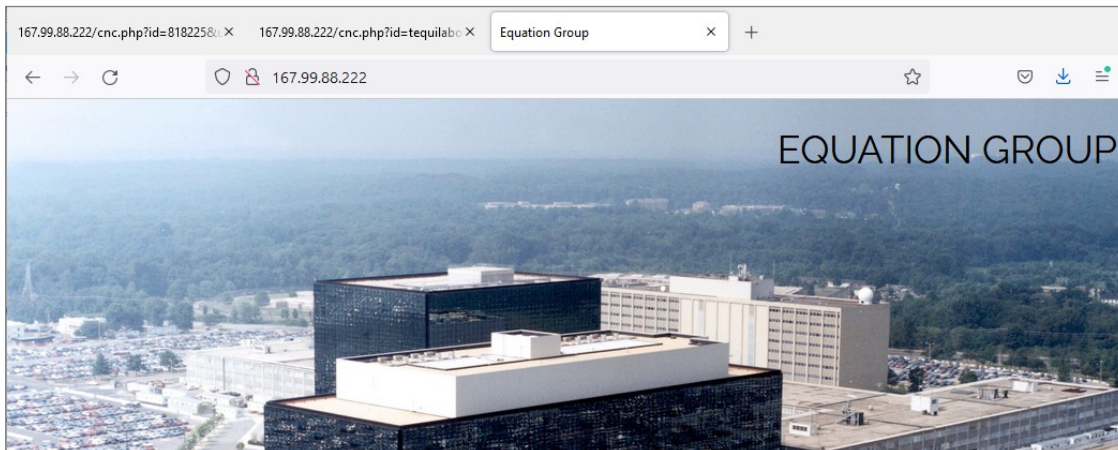 167.99.88.222/cnc.php?id=818225&
167.99.88.222/cnc.php?id=tequilabo
Equation Group
167.99.88.222
EQUATION GROUP